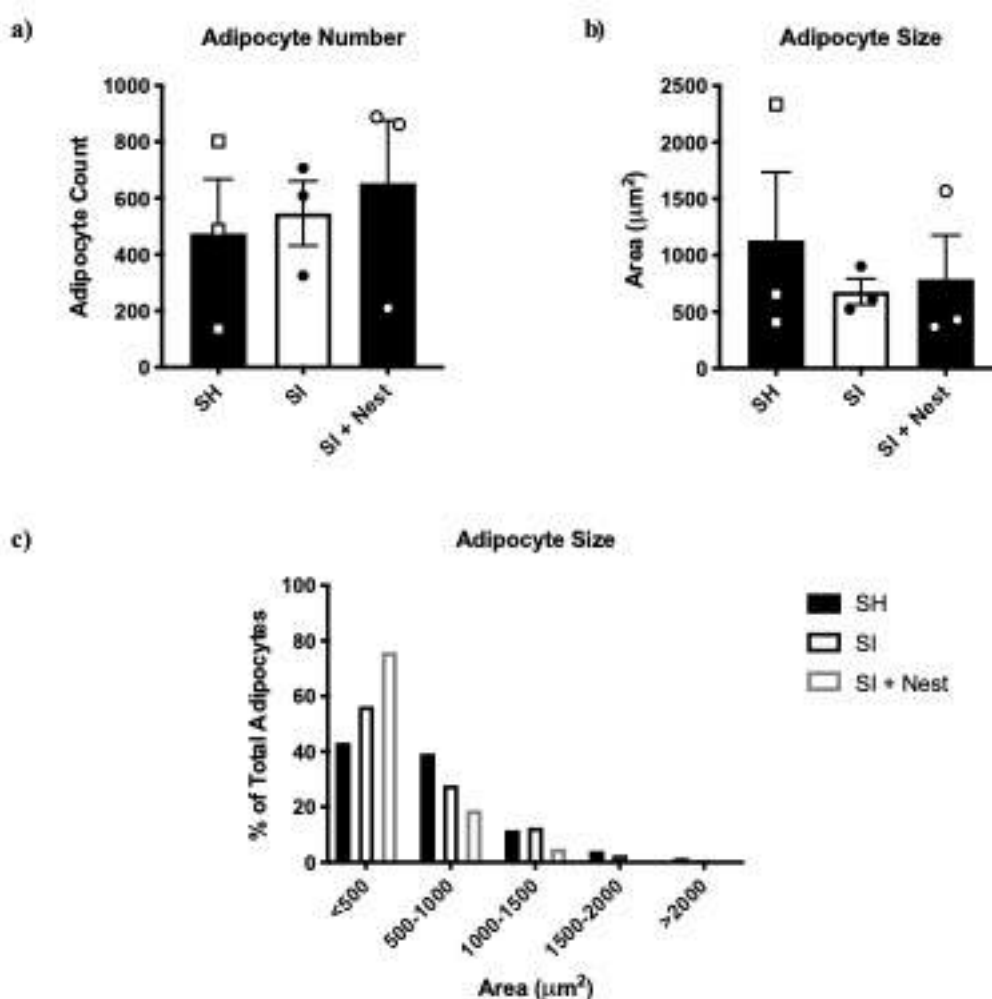 a)
Adipocyte Number
Adipocyte Count
1000
800
600
400
200
0
SH
SI
SI + Nest
b)
Adipocyte Size
Area (μm²)
2500
2000
1500
1000
500
0
SH
SI
SI + Nest
c)
Adipocyte Size
% of Total Adipocytes
100
80
60
40
20
0
<500
500-1000
1000-1500
1500-2000
>2000
Area (μm²)
SH
SI
SI + Nest